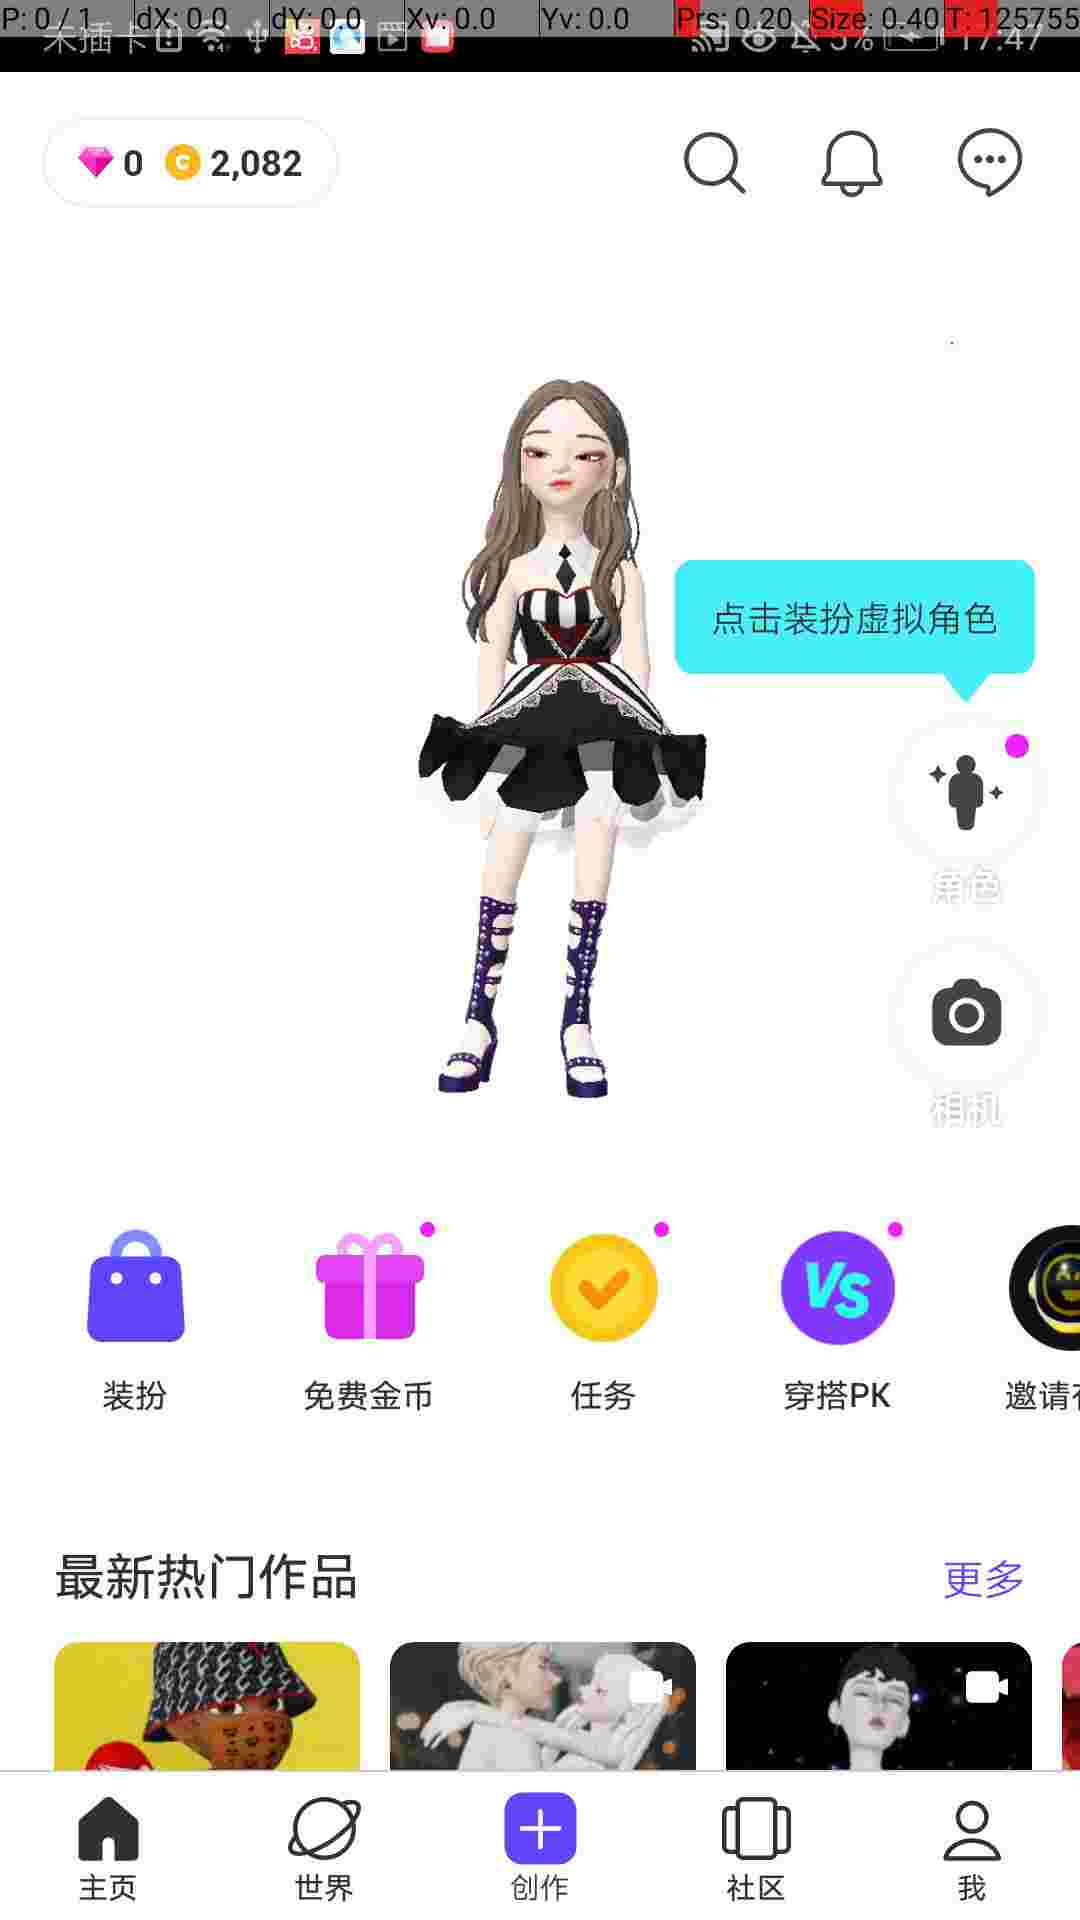 P: 0 / 1 dX: 0.0 dY: 0.0 Xv: 0.0 Yv: 0.0 Prs: 0.20 Size: 0.40 T: 125755
未插卡 5% 17:47
0 2,082
点击装扮虚拟角色
角色
相机
VS
装扮 免费金币 任务 穿搭PK 邀请
最新热门作品 更多
主页 世界 创作 社区 我